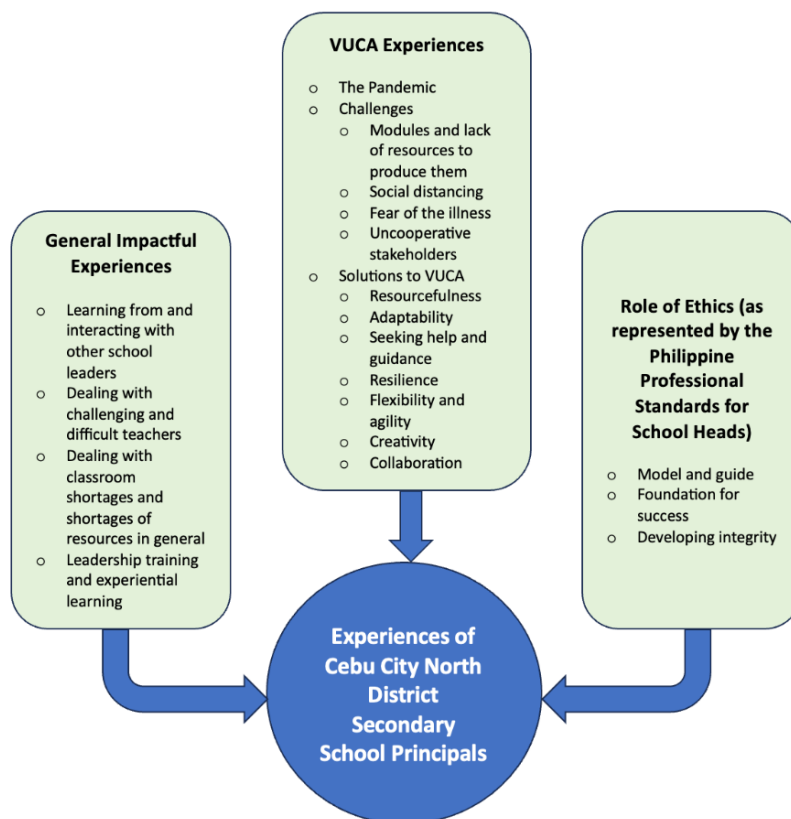 VUCA Experiences
o The Pandemic
o Challenges
o Modules and lack
of resources to
produce them
o Social distancing
o Fear of the illness
o Uncooperative
stakeholders
o Solutions to VUCA
o Resourcefulness
o Adaptability
o Seeking help and
guidance
o Resilience
o Flexibility and
agility
o Creativity
o Collaboration
General Impactful
Experiences
o Learning from and
interacting with
other school
leaders
o Dealing with
challenging and
difficult teachers
o Dealing with
classroom
shortages and
shortages of
resources in general
o Leadership training
and experiential
learning
Role of Ethics (as
represented by the
Philippine
Professional
Standards for
School Heads)
o Model and guide
o Foundation for
success
o Developing integrity
Experiences of
Cebu City North
District
Secondary
School Principals